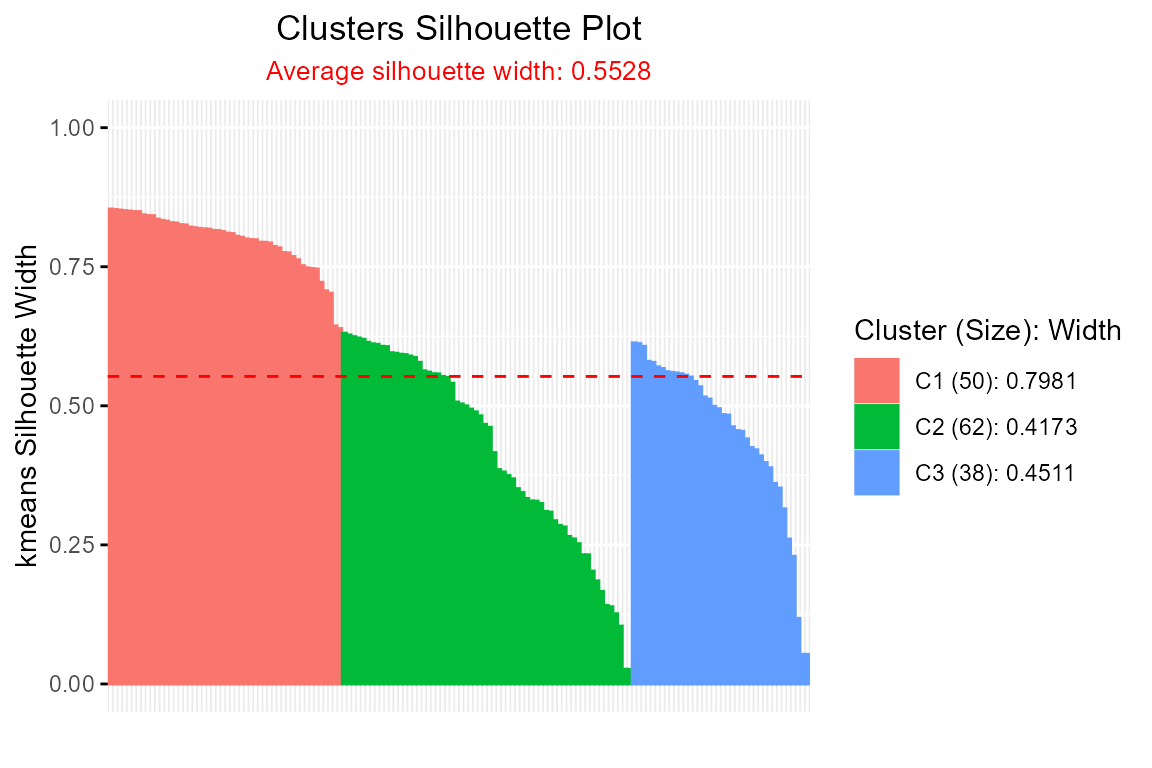 Clusters Silhouette Plot
Average silhouette width: 0.5528
kmeans Silhouette Width
1.00
0.75
0.50
0.25
0.00
Cluster (Size): Width
C1 (50): 0.7981
C2 (62): 0.4173
C3 (38): 0.4511